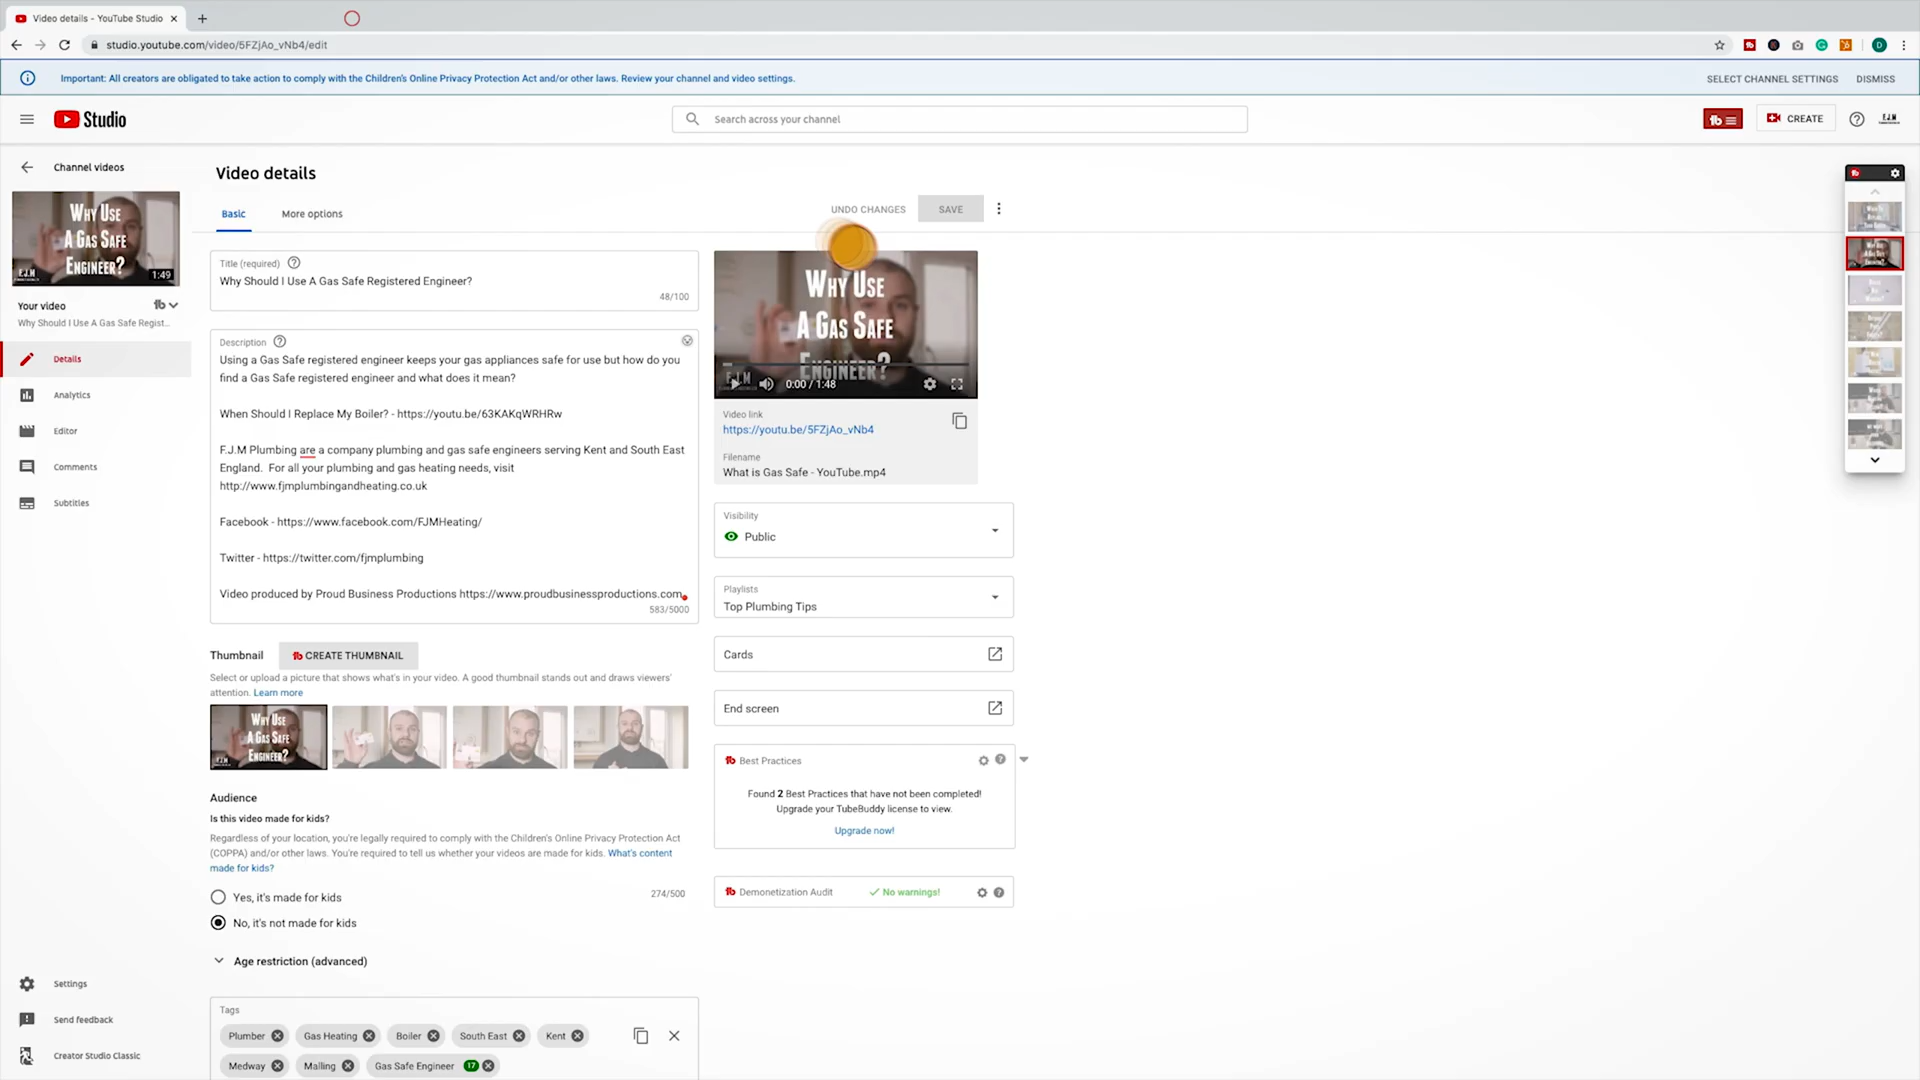 Video details - YouTube Studio
studio.youtube.com/video/5FZjAo_vNb4/edit
D
Important: All creators are obligated to take action to comply with the Children's Online Privacy Protection Act and/or other laws. Review your channel and video settings.
SELECT CHANNEL SETTINGS
DISMISS
Studio
Search across your channel
CREATE
Channel videos
Video details
WHY USE
A GAS SAFE
ENGINEER?
1:49
Basic
More options
UNDO CHANGES
SAVE
Your video
Why Should I Use A Gas Safe Regist...
Details
Analytics
Editor
Comments
Subtitles
Title (required)
Why Should I Use A Gas Safe Registered Engineer?
48/100
Description
Using a Gas Safe registered engineer keeps your gas appliances safe for use but how do you
find a Gas Safe registered engineer and what does it mean?
When Should I Replace My Boiler? - https://youtu.be/63KAKqWRHRw
F.J.M Plumbing are a company plumbing and gas safe engineers serving Kent and South East
England. For all your plumbing and gas heating needs, visit
http://www.fjmplumbingandheating.co.uk
Facebook - https://www.facebook.com/FJMHeating/
Twitter - https://twitter.com/fjmplumbing
Video produced by Proud Business Productions https://www.proudbusinessproductions.com
583/5000
WHY USE
A GAS SAFE
ENGINEER?
0:00 / 1:48
Video link
https://youtu.be/5FZjAo_vNb4
Filename
What is Gas Safe - YouTube.mp4
Visibility
Public
Playlists
Top Plumbing Tips
Cards
End screen
Best Practices
Found 2 Best Practices that have not been completed!
Upgrade your TubeBuddy license to view.
Upgrade now!
Demonetization Audit
No warnings!
Thumbnail
CREATE THUMBNAIL
Select or upload a picture that shows what's in your video. A good thumbnail stands out and draws viewers'
attention. Learn more
WHY USE
A GAS SAFE
ENGINEER?
Audience
Is this video made for kids?
Regardless of your location, you're legally required to comply with the Children's Online Privacy Protection Act
(COPPA) and/or other laws. You're required to tell us whether your videos are made for kids. What's content
made for kids?
Yes, it's made for kids
274/500
No, it's not made for kids
Age restriction (advanced)
Tags
Plumber
Gas Heating
Boiler
South East
Kent
Medway
Malling
Gas Safe Engineer 17
Settings
Send feedback
Creator Studio Classic